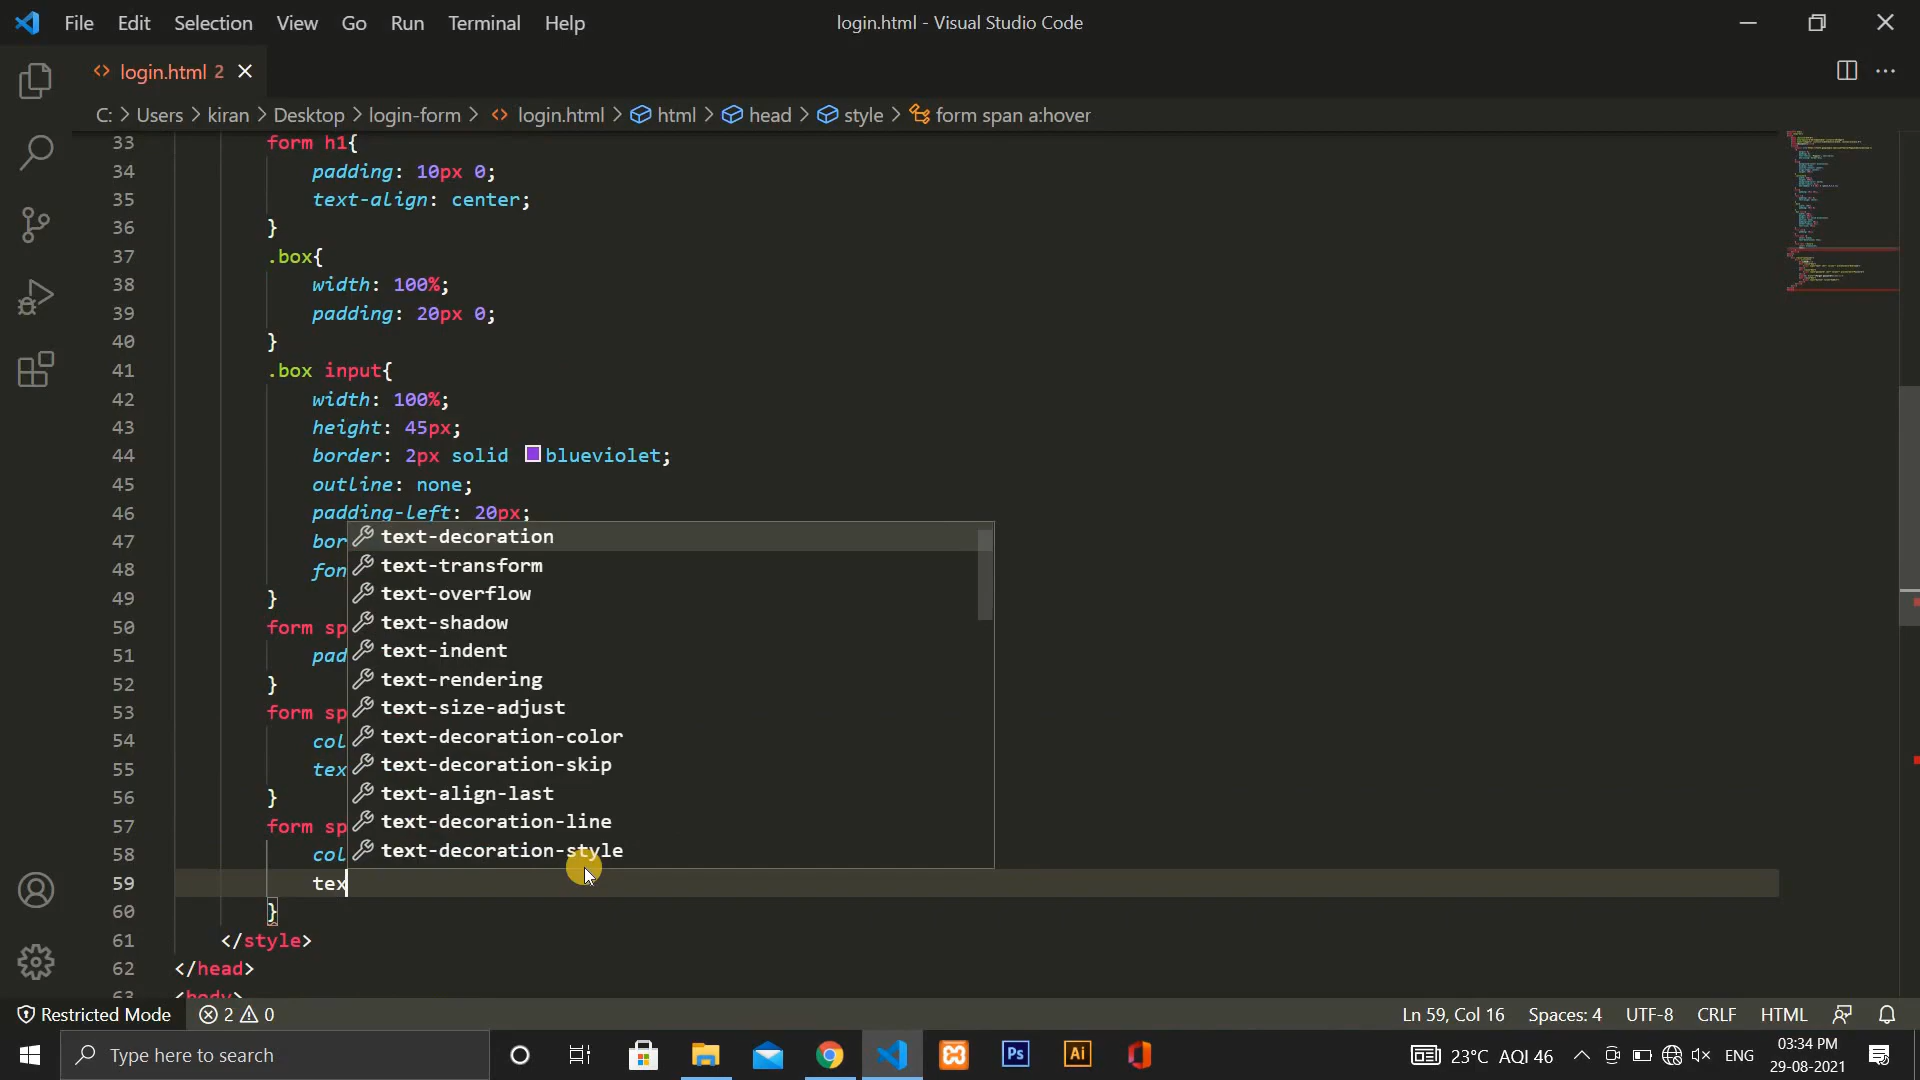 File Edit Selection View Go Run Terminal Help login.html - Visual Studio Code
login.html 2
C: > Users > kiran > Desktop > login-form > login.html > html > head > style > form span a:hover
33 form h1{
34 padding: 10px 0;
35 text-align: center;
36 }
37 .box{
38 width: 100%;
39 padding: 20px 0;
40 }
41 .box input{
42 width: 100%;
43 height: 45px;
44 border: 2px solid blueviolet;
45 outline: none;
46 padding-left: 20px;
47 bor
48 fon
49 }
50 form sp
51 pad
52 }
53 form sp
54 col
55 tex
56 }
57 form sp
58 col
59 tex
60 }
61 </style>
62 </head>
63 <body>
text-decoration
text-transform
text-overflow
text-shadow
text-indent
text-rendering
text-size-adjust
text-decoration-color
text-decoration-skip
text-align-last
text-decoration-line
text-decoration-style
Restricted Mode 2 0 Ln 59, Col 16 Spaces: 4 UTF-8 CRLF HTML
Type here to search Ps Ai 23°C AQI 46 ENG 03:34 PM
29-08-2021